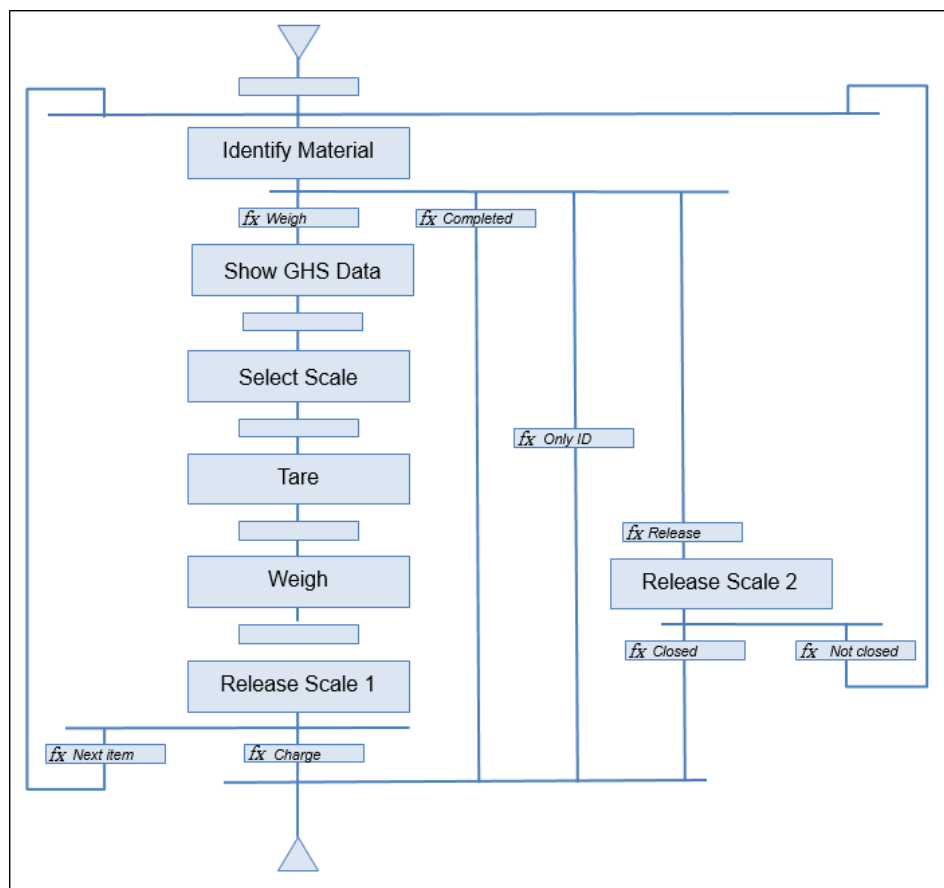 Identify Material
fx Weigh
fx Completed
Show GHS Data
Select Scale
fx Only ID
Tare
fx Release
Weigh
Release Scale 2
fx Closed
fx Not closed
Release Scale 1
fx Next item
fx Charge